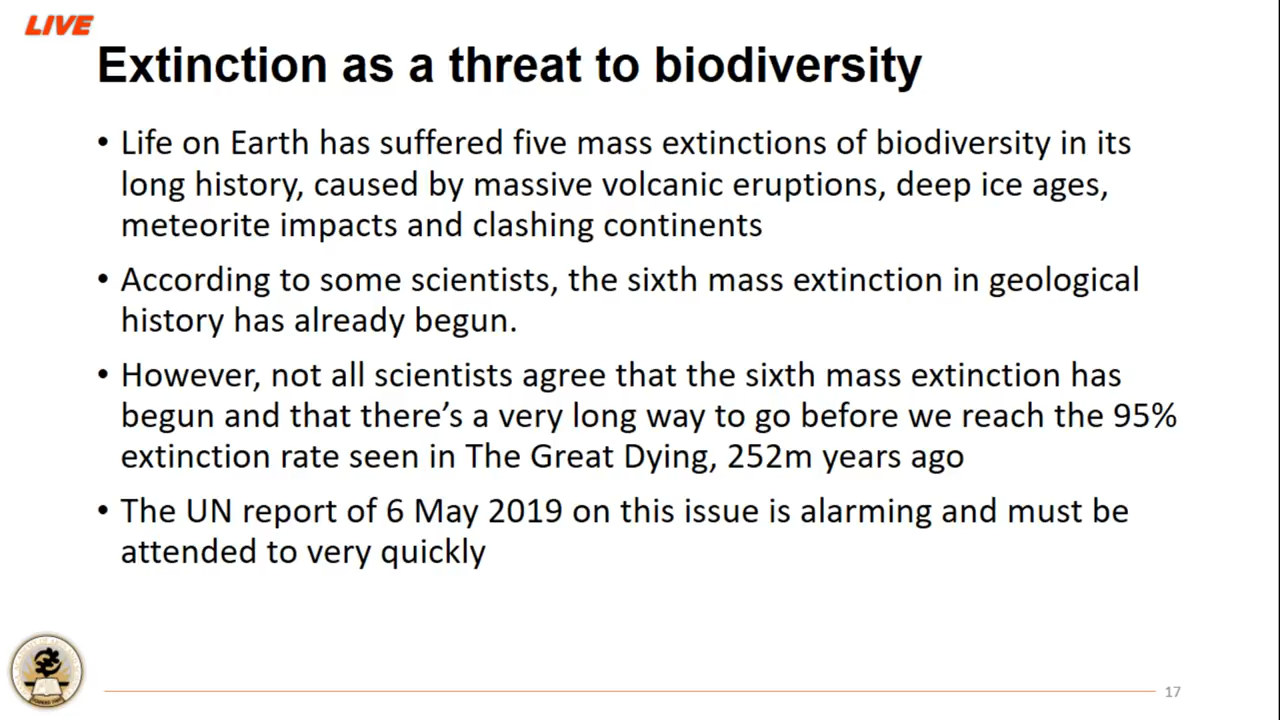 LIVE
Extinction as a threat to biodiversity
• Life on Earth has suffered five mass extinctions of biodiversity in its
long history, caused by massive volcanic eruptions, deep ice ages,
meteorite impacts and clashing continents
• According to some scientists, the sixth mass extinction in geological
history has already begun.
• However, not all scientists agree that the sixth mass extinction has
begun and that there’s a very long way to go before we reach the 95%
extinction rate seen in The Great Dying, 252m years ago
• The UN report of 6 May 2019 on this issue is alarming and must be
attended to very quickly
17